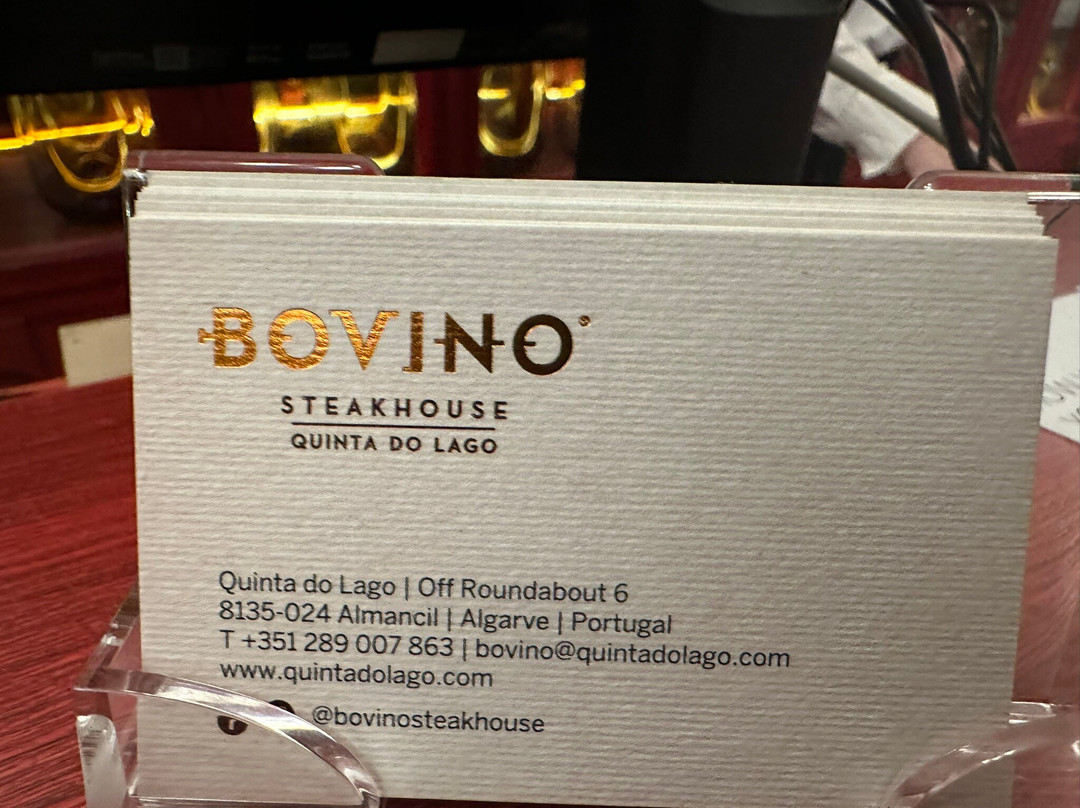 BOVINO
STEAKHOUSE
QUINTA DO LAGO
Quinta do Lago | Off Roundabout 6
8135-024 Almancil | Algarve | Portugal
T +351 289 007 863 | bovino@quintadolago.com
www.quintadolago.com
@bovinosteakhouse